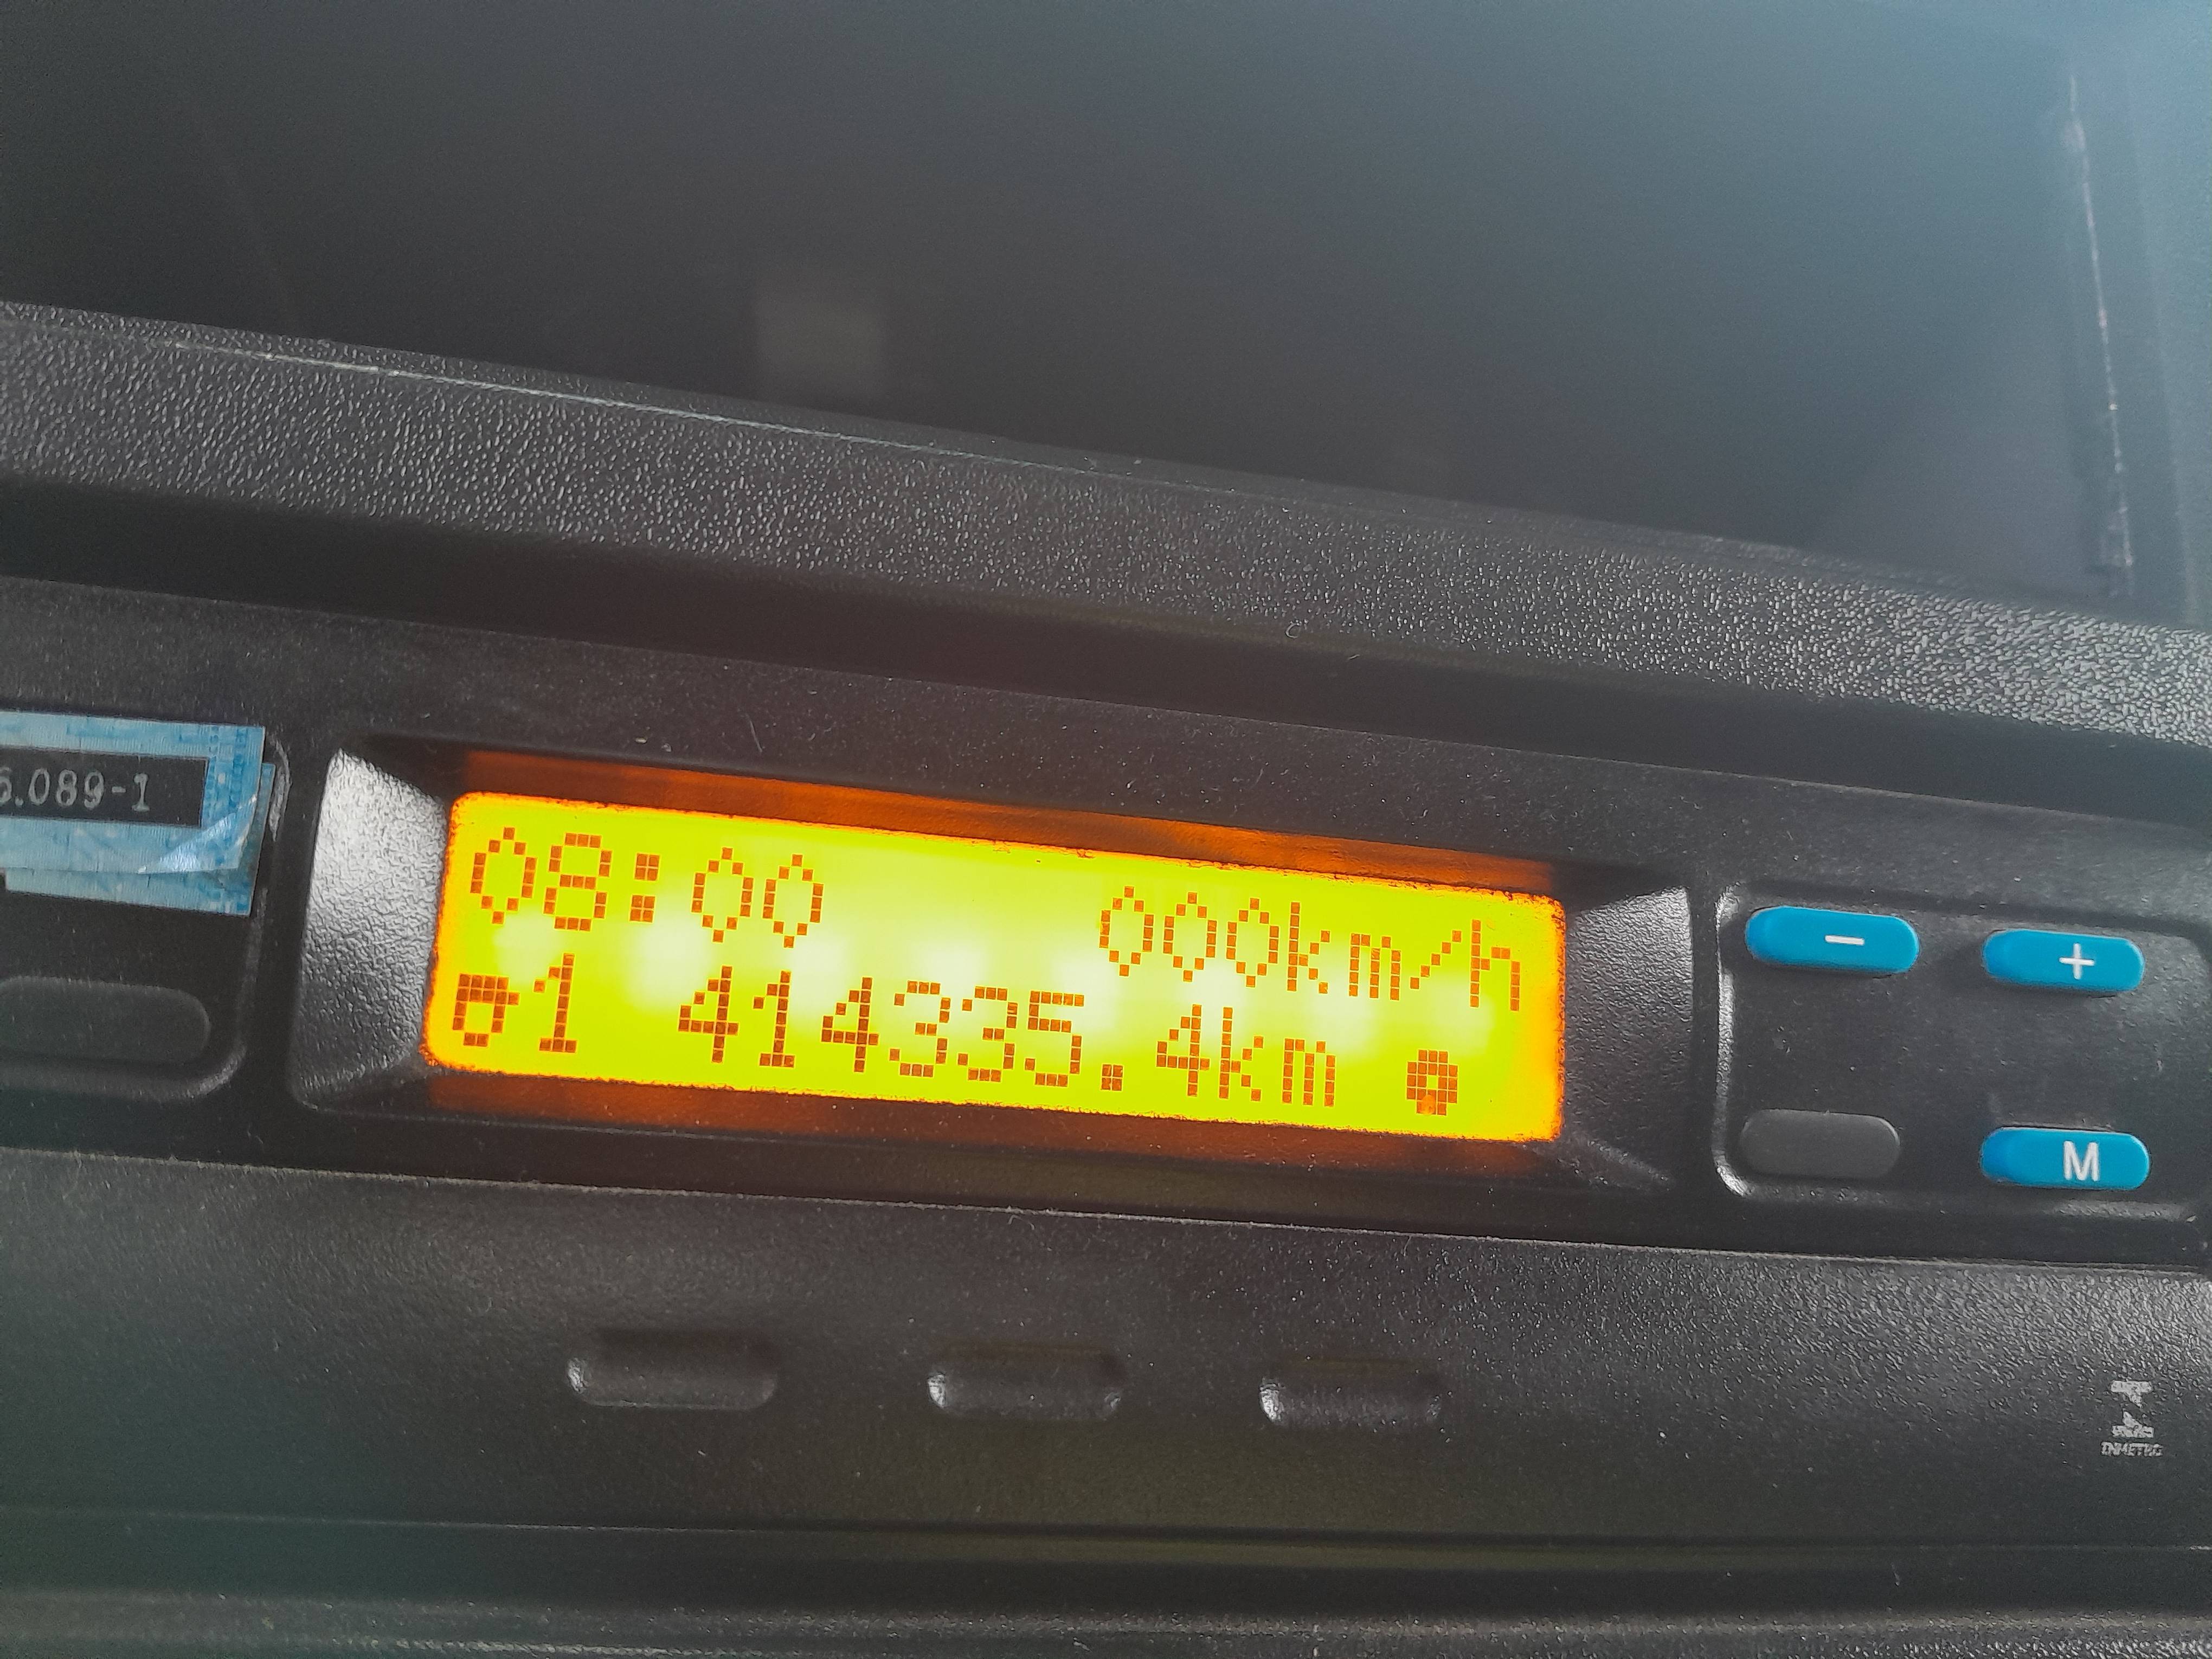 6.089-1
08:00 000km/h
1 414335.4km
- +
M
INMETRO